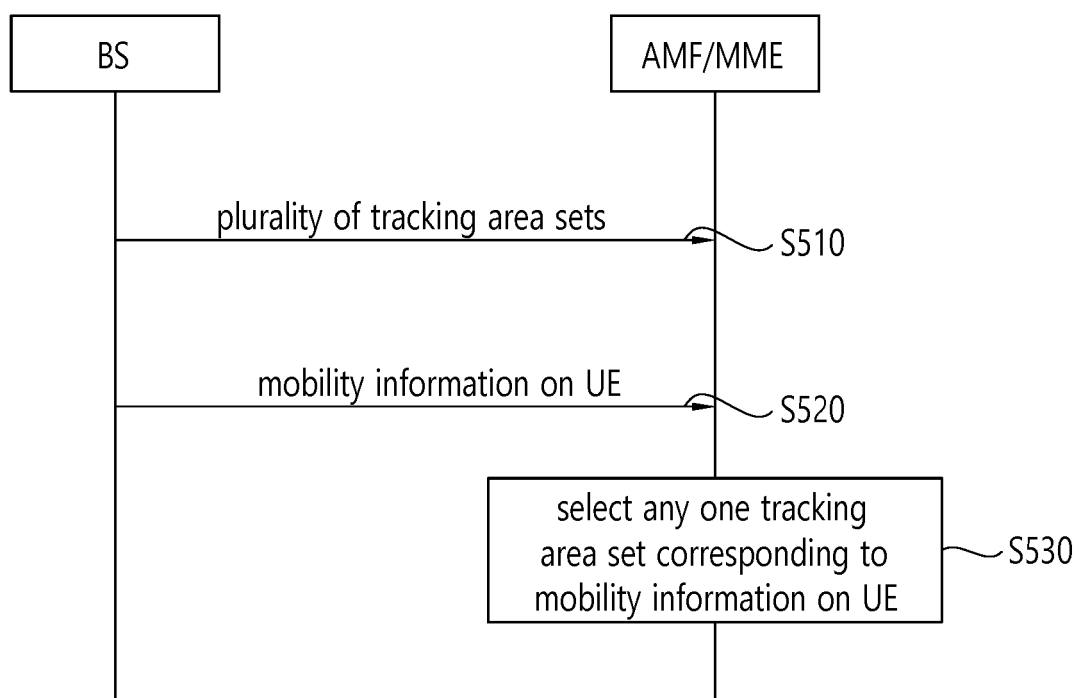 BS
AMF/MME
plurality of tracking area sets
S510
mobility information on UE
S520
select any one tracking
area set corresponding to
mobility information on UE
S530